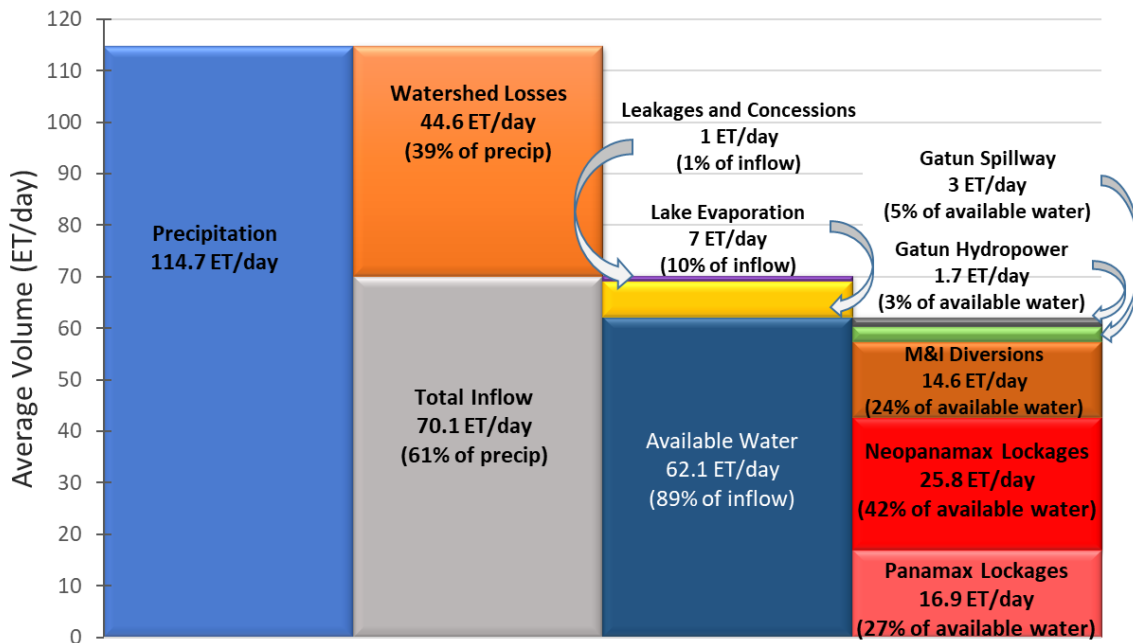 Average Volume (ET/day)
120
110
100
90
80
70
60
50
40
30
20
10
0
Precipitation
114.7 ET/day
Watershed Losses
44.6 ET/day
(39% of precip)
Total Inflow
70.1 ET/day
(61% of precip)
Leakages and Concessions
1 ET/day
(1% of inflow)
Lake Evaporation
7 ET/day
(10% of inflow)
Available Water
62.1 ET/day
(89% of inflow)
Gatun Spillway
3 ET/day
(5% of available water)
Gatun Hydropower
1.7 ET/day
(3% of available water)
M&I Diversions
14.6 ET/day
(24% of available water)
Neopanamax Lockages
25.8 ET/day
(42% of available water)
Panamax Lockages
16.9 ET/day
(27% of available water)